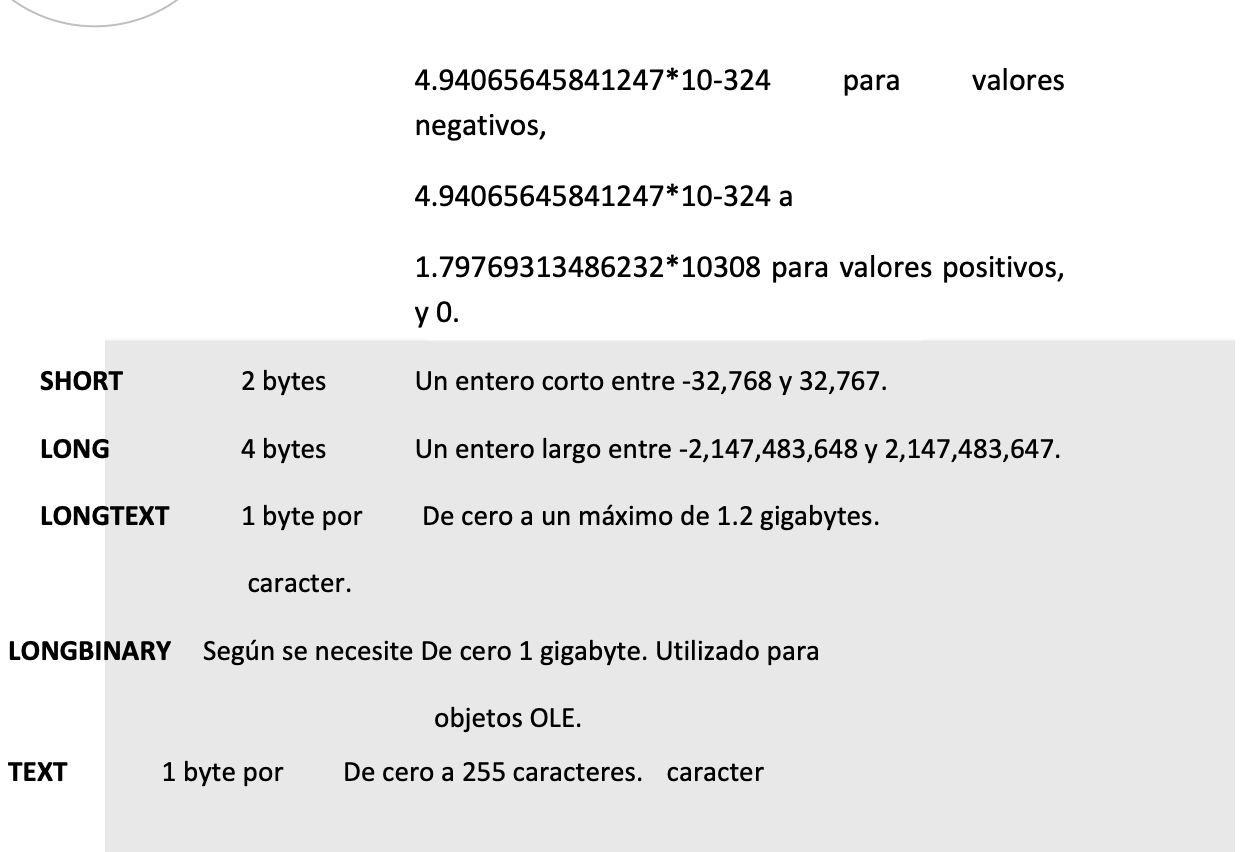 4.94065645841247*10-324 para valores
negativos,
4.94065645841247*10-324 a
1.79769313486232*10308 para valores positivos,
y 0.
SHORT 2 bytes Un entero corto entre -32,768 y 32,767.
LONG 4 bytes Un entero largo entre -2,147,483,648 y 2,147,483,647.
LONGTEXT 1 byte por De cero a un máximo de 1.2 gigabytes.
caracter.
LONGBINARY Según se necesite De cero 1 gigabyte. Utilizado para
objetos OLE.
TEXT 1 byte por De cero a 255 caracteres. caracter